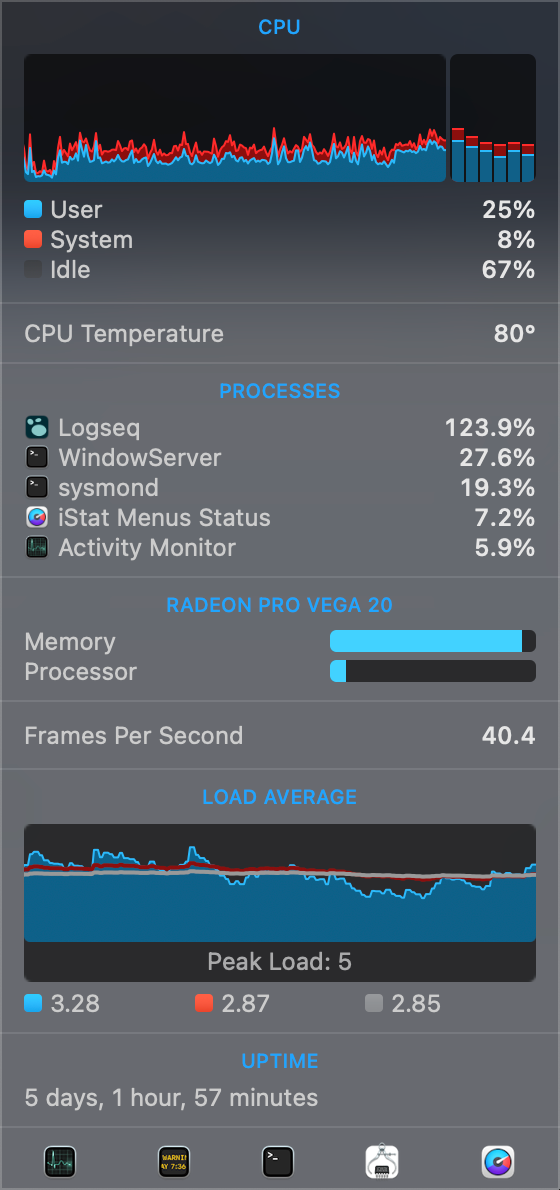 CPU
User 25%
System 8%
Idle 67%
CPU Temperature 80°
PROCESSES
Logseq 123.9%
WindowServer 27.6%
sysmond 19.3%
iStat Menus Status 7.2%
Activity Monitor 5.9%
RADEON PRO VEGA 20
Memory
Processor
Frames Per Second 40.4
LOAD AVERAGE
Peak Load: 5
3.28 2.87 2.85
UPTIME
5 days, 1 hour, 57 minutes
WARNIN
AY 7:36